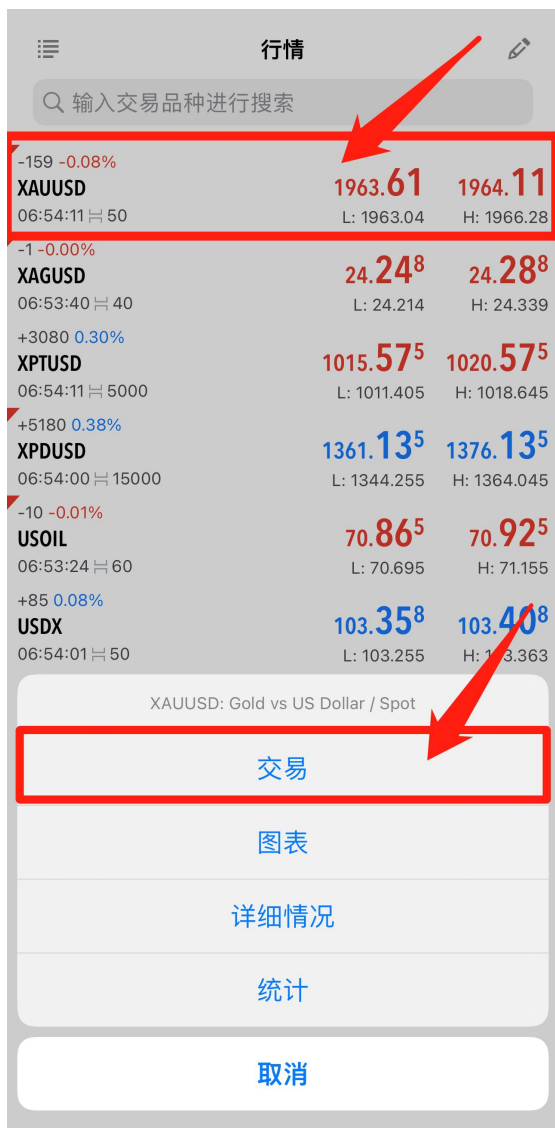 行情
输入交易品种进行搜索
-159 -0.08%
XAUUSD 1963.61 1964.11
06:54:11 50 L: 1963.04 H: 1966.28
-1 -0.00%
XAGUSD 24.248 24.288
06:53:40 40 L: 24.214 H: 24.339
+3080 0.30%
XPTUSD 1015.575 1020.575
06:54:11 5000 L: 1011.405 H: 1018.645
+5180 0.38%
XPDUSD 1361.135 1376.135
06:54:00 15000 L: 1344.255 H: 1364.045
-10 -0.01%
USOIL 70.865 70.925
06:53:24 60 L: 70.695 H: 71.155
+85 0.08%
USDX 103.358 103.408
06:54:01 50 L: 103.255 H:
XAUUSD: Gold vs US Dollar / Spot
交易
图表
详细情况
统计
取消